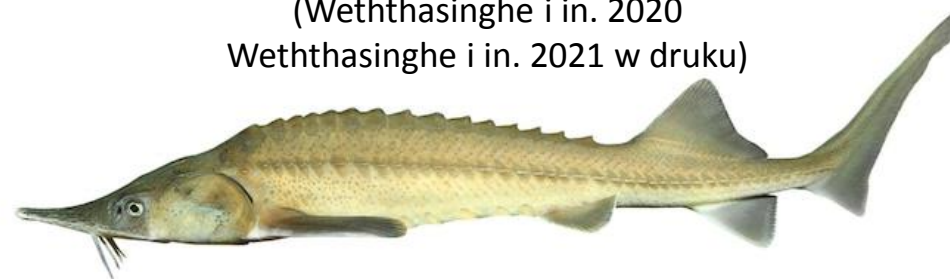 (Weththasinghe i in. 2020
Weththasinghe i in. 2021 w druku)